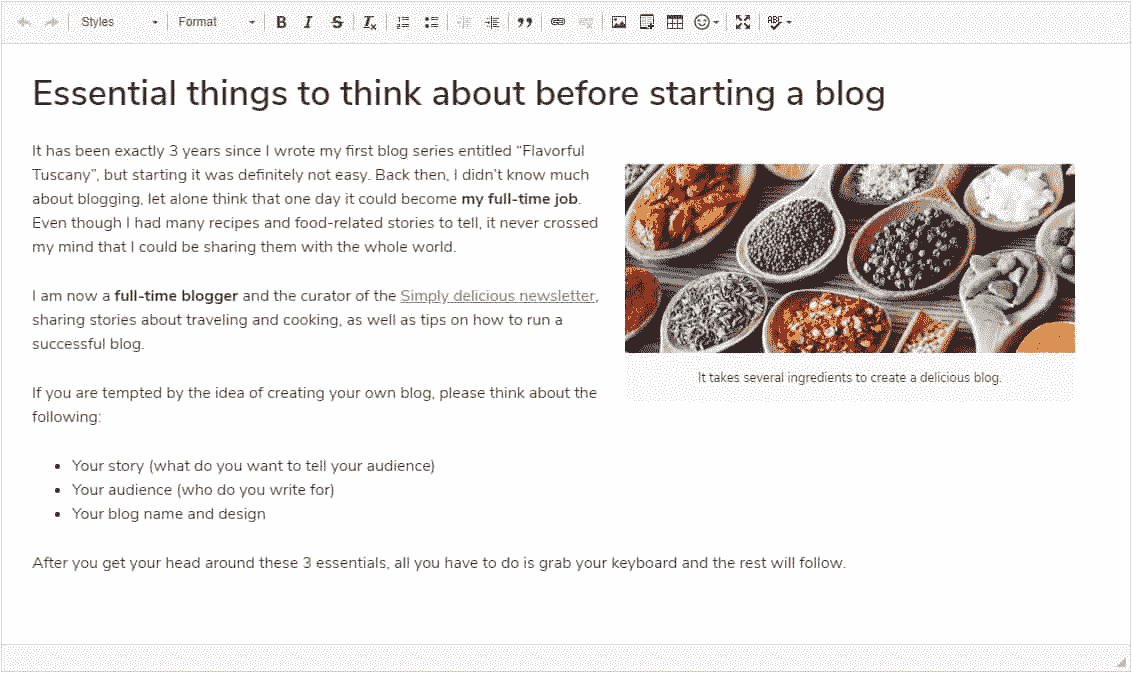 Styles Format B I S Tx ABC
Essential things to think about before starting a blog
It has been exactly 3 years since I wrote my first blog series entitled “Flavorful
Tuscany”, but starting it was definitely not easy. Back then, I didn’t know much
about blogging, let alone think that one day it could become my full-time job.
Even though I had many recipes and food-related stories to tell, it never crossed
my mind that I could be sharing them with the whole world.
I am now a full-time blogger and the curator of the Simply delicious newsletter,
sharing stories about traveling and cooking, as well as tips on how to run a
successful blog.
If you are tempted by the idea of creating your own blog, please think about the
following:
• Your story (what do you want to tell your audience)
• Your audience (who do you write for)
• Your blog name and design
After you get your head around these 3 essentials, all you have to do is grab your keyboard and the rest will follow.
It takes several ingredients to create a delicious blog.